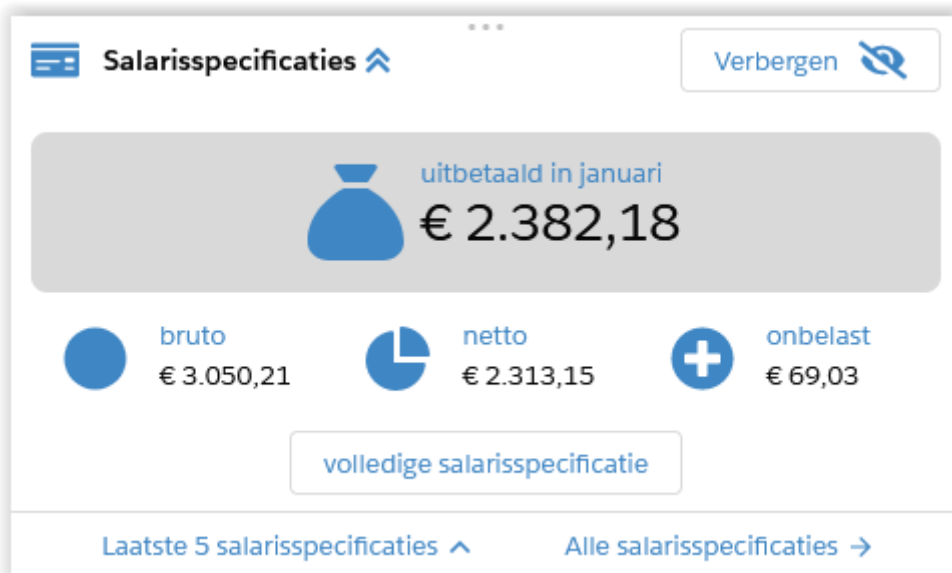 Salarisspecificaties
Verbergen
uitbetaald in januari
€ 2.382,18
bruto
€ 3.050,21
netto
€ 2.313,15
onbelast
€ 69,03
volledige salarisspecificatie
Laatste 5 salarisspecificaties
Alle salarisspecificaties →